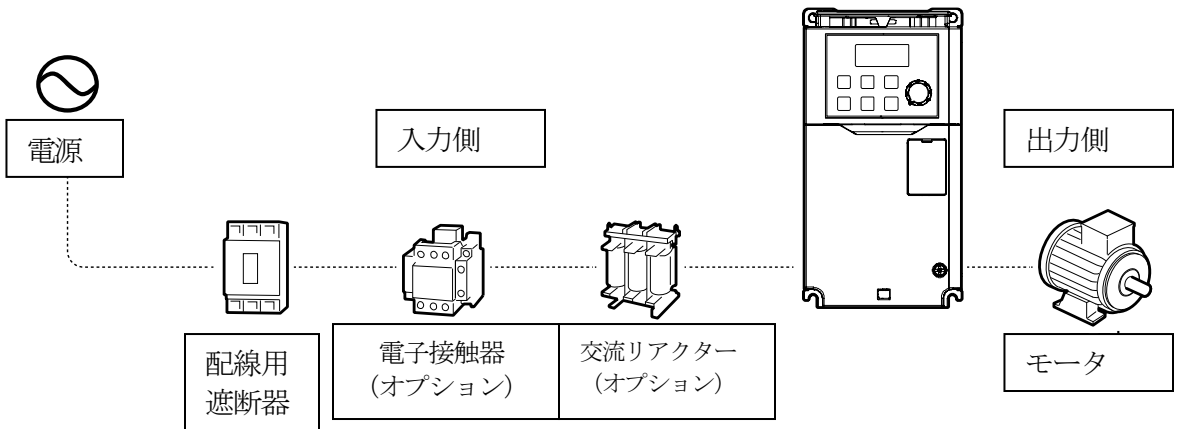 電源
入力側
出力側
配線用
遮断器
電子接触器
（オプション）
交流リアクター
（オプション）
モータ